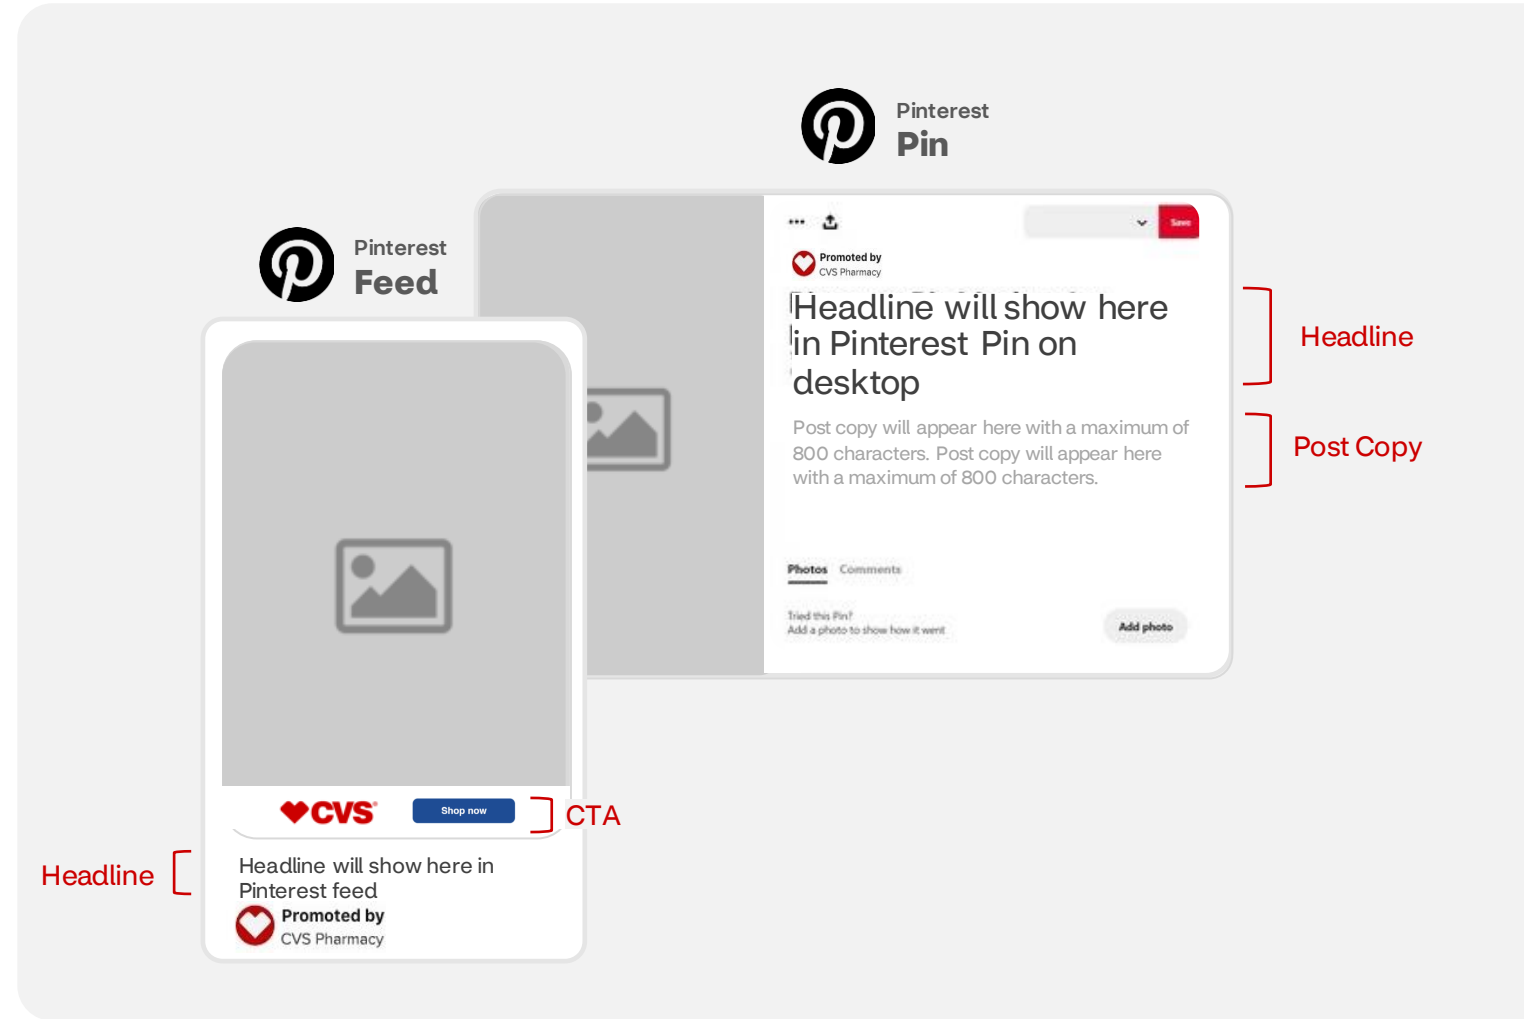 Pinterest
Pin
Pinterest
Feed
Save
Promoted by
CVS Pharmacy
Headline will show here
in Pinterest Pin on
desktop
Headline
Post copy will appear here with a maximum of
800 characters. Post copy will appear here
with a maximum of 800 characters.
Post Copy
Photos Comments
Tried this Pin?
Add a photo to show how it went
Add photo
CVS
Shop now
CTA
Headline
Headline will show here in
Pinterest feed
Promoted by
CVS Pharmacy